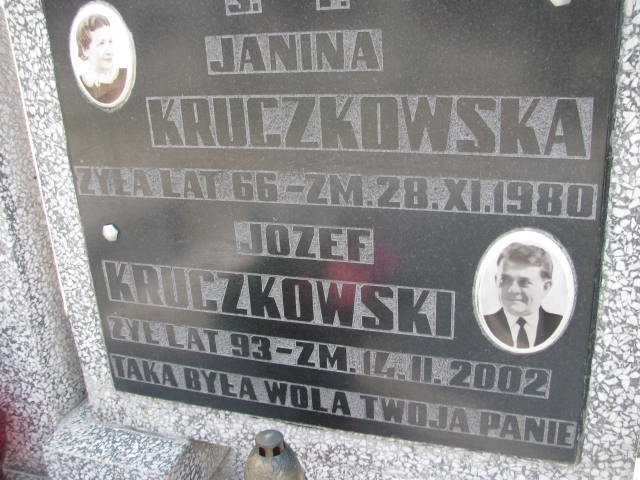 Ś. P.
JANINA
KRUCZKOWSKA
ŻYŁA LAT 66-ZM.28.XI.1980
JÓZEF
KRUCZKOWSKI
ŻYŁ LAT 93-ZM.14.II.2002
TAKA BYŁA WOLA TWOJA PANIE